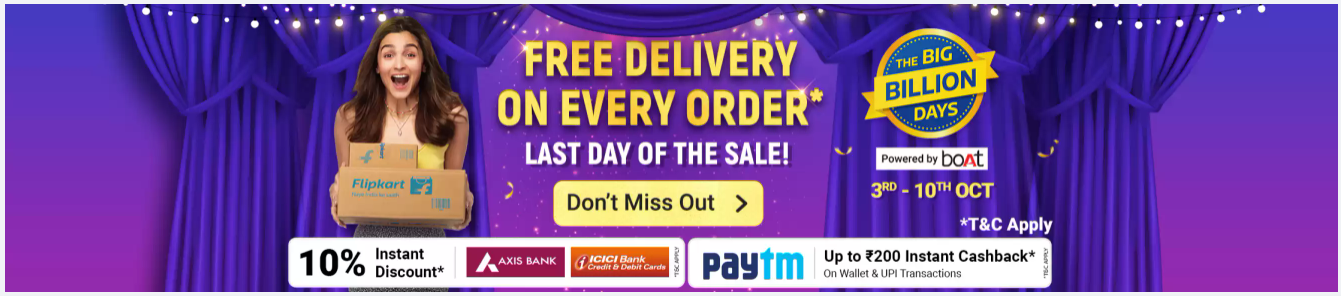 FREE DELIVERY
ON EVERY ORDER*
LAST DAY OF THE SALE!
Don't Miss Out >
THE BIG
BILLION
DAYS
Powered by boAt
3RD - 10TH OCT
*T&C Apply
Flipkart
10% Instant
Discount*
AXIS BANK
ICICI Bank
Credit & Debit Cards
*T&C APPLY
paytm
Up to ₹200 Instant Cashback*
On Wallet & UPI Transactions
*T&C APPLY